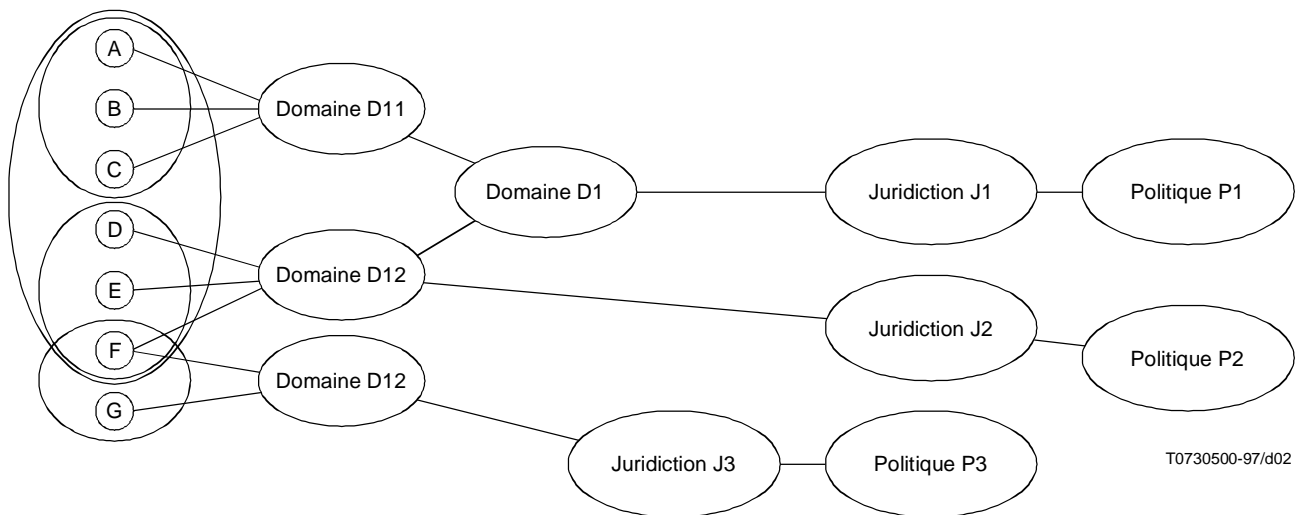 A
B
C
D
E
F
G
Domaine D11
Domaine D1
Domaine D12
Domaine D12
Juridiction J1
Politique P1
Juridiction J2
Politique P2
Juridiction J3
Politique P3
T0730500-97/d02